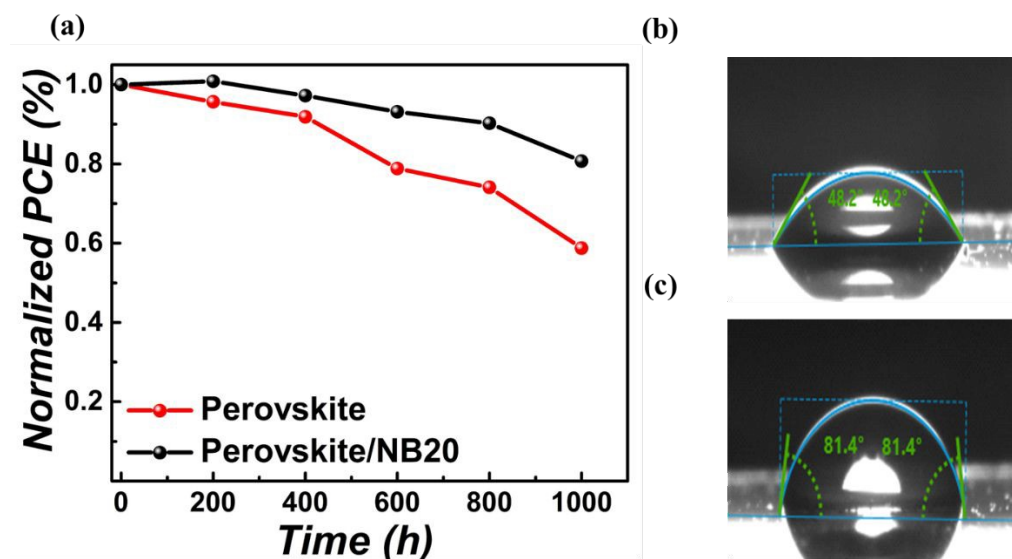 (a)
Normalized PCE (%)
1.0
0.8
0.6
0.4
0.2
Perovskite
Perovskite/NB20
0 200 400 600 800 1000
Time (h)
(b)
48.2° 48.2°
(c)
81.4° 81.4°